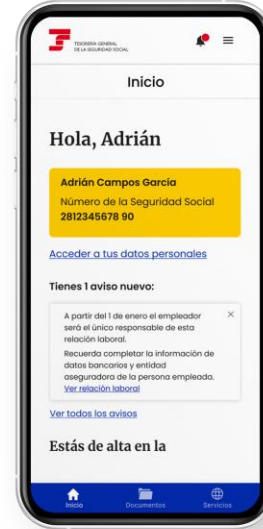 TESORERÍA GENERAL
DE LA SEGURIDAD SOCIAL
Inicio
Hola, Adrián
Adrián Campos García
Número de la Seguridad Social
2812345678 90
Acceder a tus datos personales
Tienes 1 aviso nuevo:
A partir del 1 de enero el empleador
será el único responsable de esta
relación laboral.
Recuerda completar la información de
datos bancarios y entidad
aseguradora de la persona empleada.
Ver relación laboral
Ver todos los avisos
Estás de alta en la
Inicio
Documentos
Servicios